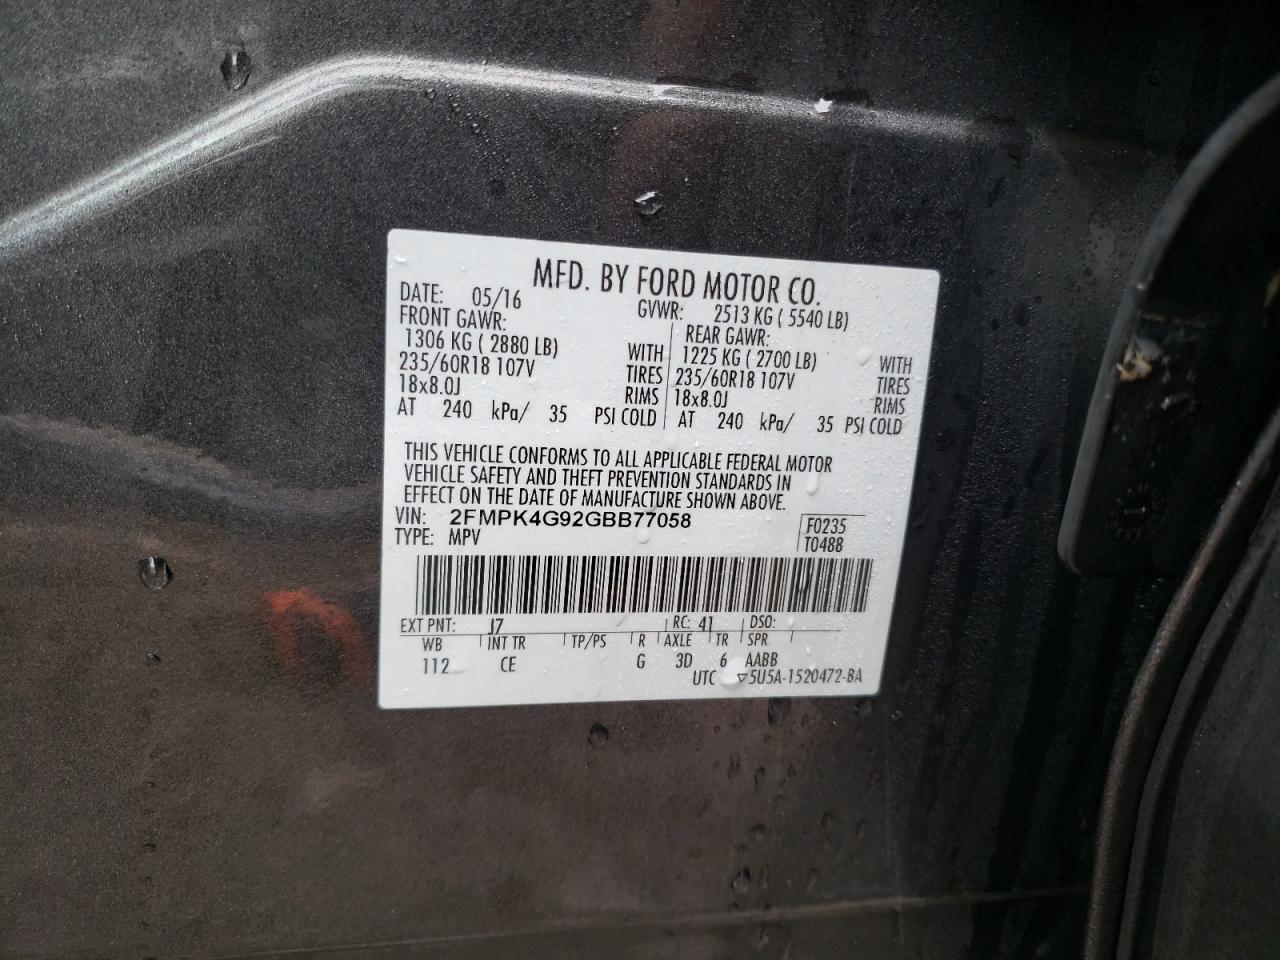 MFD. BY FORD MOTOR CO.
DATE: 05/16 GVWR: 2513 KG ( 5540 LB)
FRONT GAWR: REAR GAWR:
1306 KG ( 2880 LB) WITH 1225 KG ( 2700 LB) WITH
235/60R18 107V TIRES 235/60R18 107V TIRES
18x8.0J RIMS 18x8.0J RIMS
AT 240 kPa/ 35 PSI COLD AT 240 kPa/ 35 PSI COLD
THIS VEHICLE CONFORMS TO ALL APPLICABLE FEDERAL MOTOR
VEHICLE SAFETY AND THEFT PREVENTION STANDARDS IN
EFFECT ON THE DATE OF MANUFACTURE SHOWN ABOVE.
VIN: 2FMPK4G92GBB77058 F0235
TYPE: MPV T0488
EXT PNT: J7 RC: 41 DSO:
WB INT TR TP/PS R AXLE TR SPR
112 CE G 3D 6 AABB
UTC ▽5U5A-1520472-BA